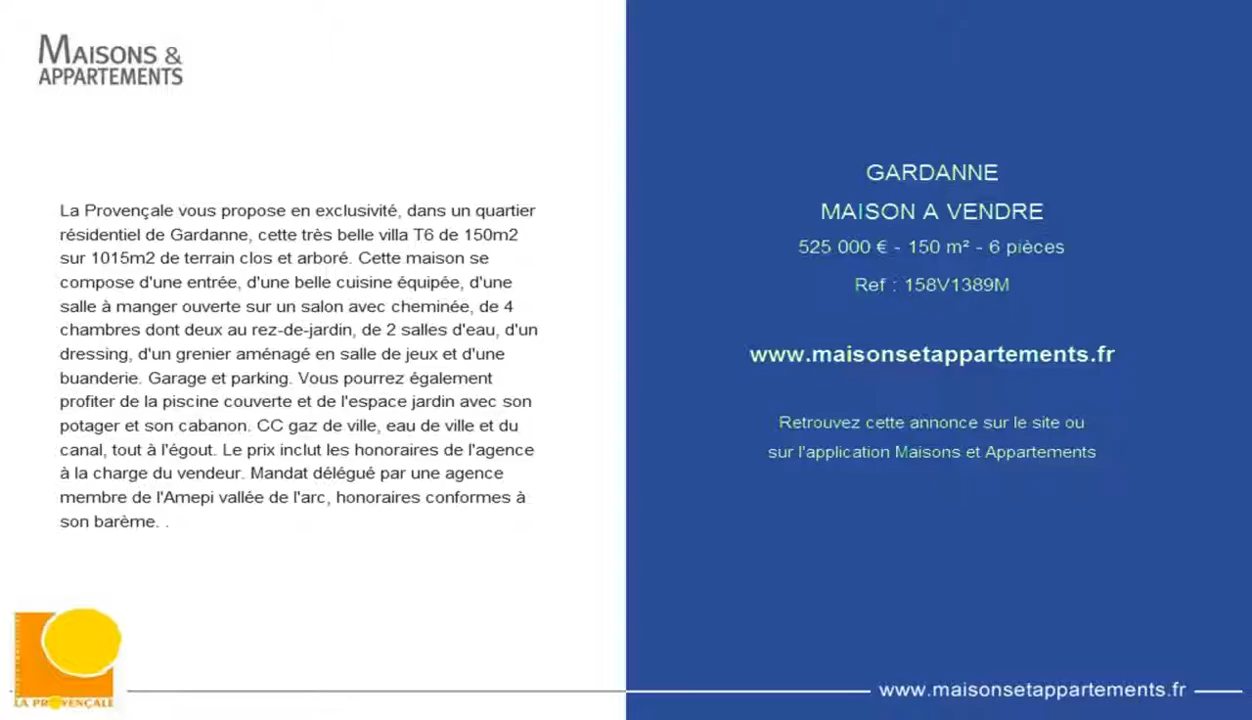 MAISONS &
APPARTEMENTS
La Provençale vous propose en exclusivité, dans un quartier
résidentiel de Gardanne, cette très belle villa T6 de 150m2
sur 1015m2 de terrain clos et arboré. Cette maison se
compose d'une entrée, d'une belle cuisine équipée, d'une
salle à manger ouverte sur un salon avec cheminée, de 4
chambres dont deux au rez-de-jardin, de 2 salles d'eau, d'un
dressing, d'un grenier aménagé en salle de jeux et d'une
buanderie. Garage et parking. Vous pourrez également
profiter de la piscine couverte et de l'espace jardin avec son
potager et son cabanon. CC gaz de ville, eau de ville et du
canal, tout à l'égout. Le prix inclut les honoraires de l'agence
à la charge du vendeur. Mandat délégué par une agence
membre de l'Amepi vallée de l'arc, honoraires conformes à
son barème. .
LA PROVENÇALE
GARDANNE
MAISON A VENDRE
525 000 € - 150 m² - 6 pièces
Ref : 158V1389M
www.maisonsetappartements.fr
Retrouvez cette annonce sur le site ou
sur l'application Maisons et Appartements
www.maisonsetappartements.fr